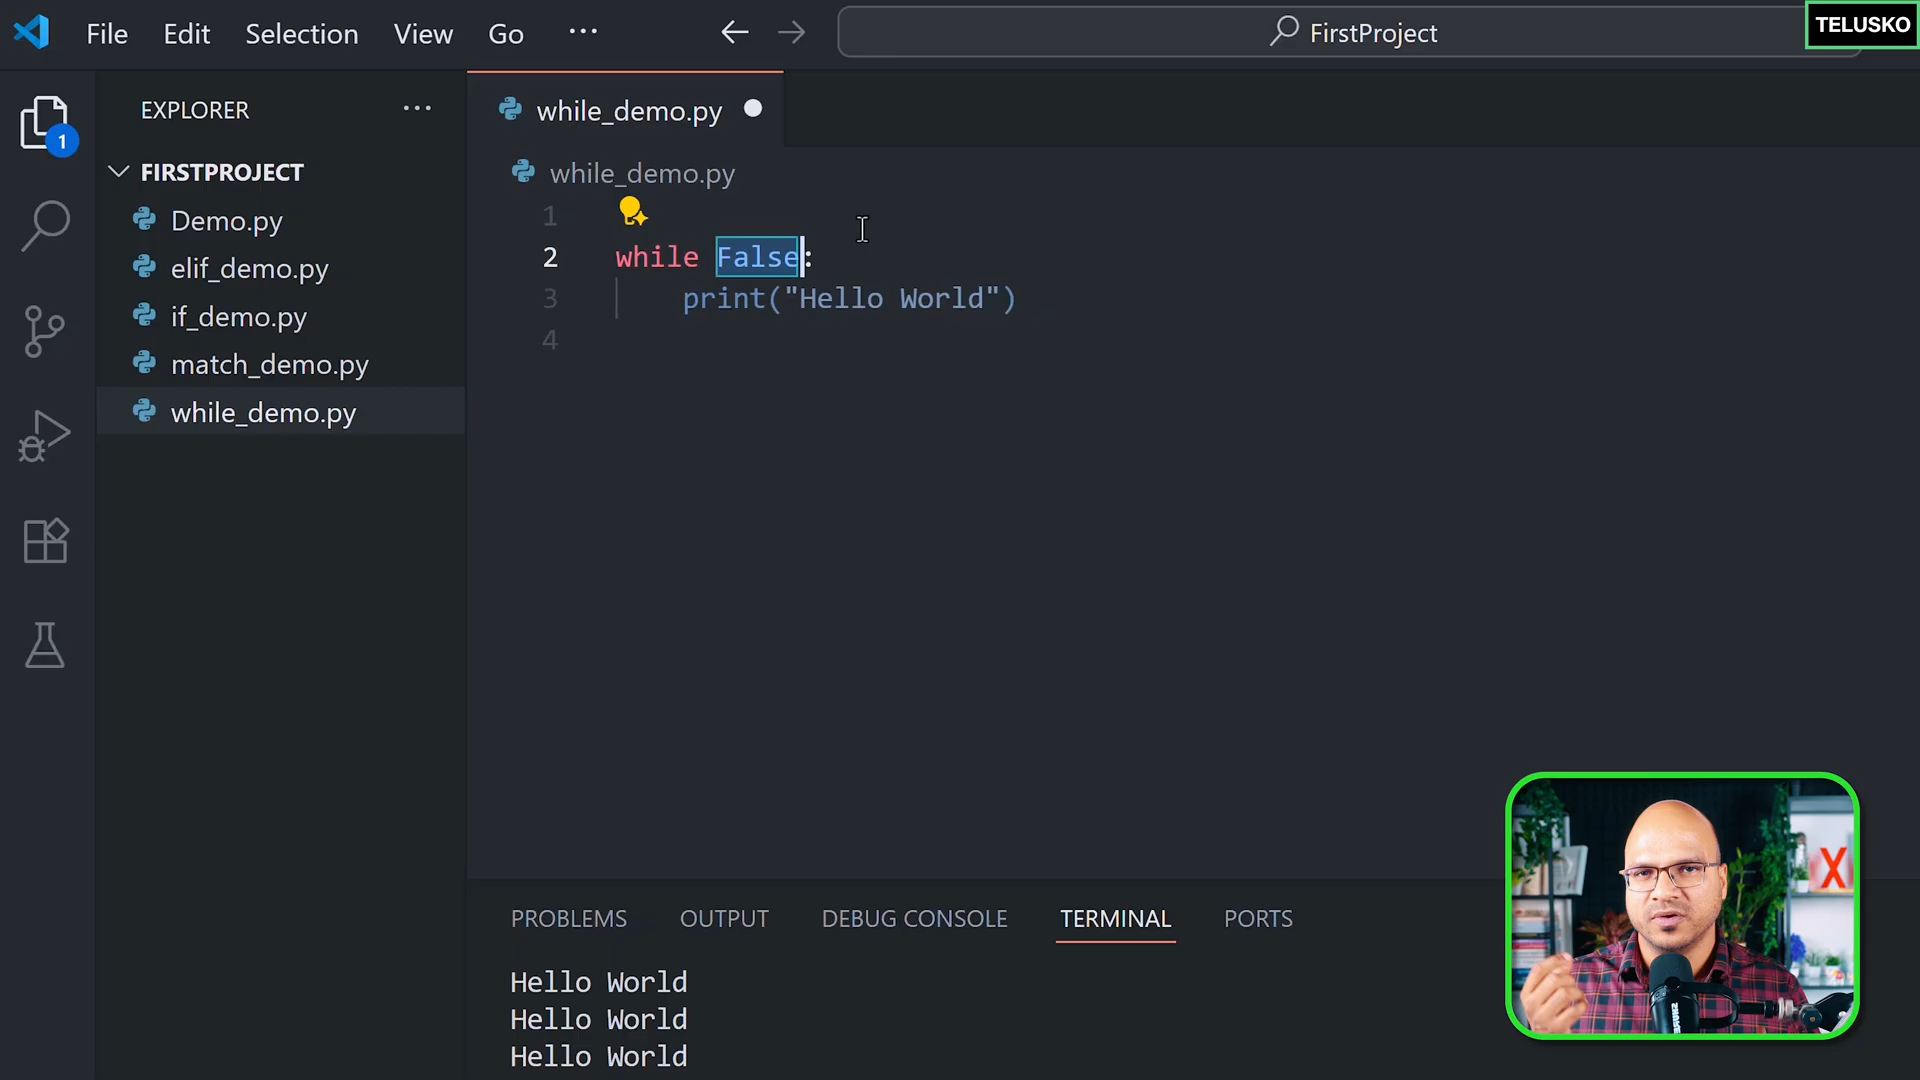 File Edit Selection View Go ...
FirstProject
TELUSKO
EXPLORER ...
1
FIRSTPROJECT
Demo.py
elif_demo.py
if_demo.py
match_demo.py
while_demo.py
while_demo.py
while_demo.py
1
2 while False:
3 print("Hello World")
4
PROBLEMS OUTPUT DEBUG CONSOLE TERMINAL PORTS
Hello World
Hello World
Hello World
X